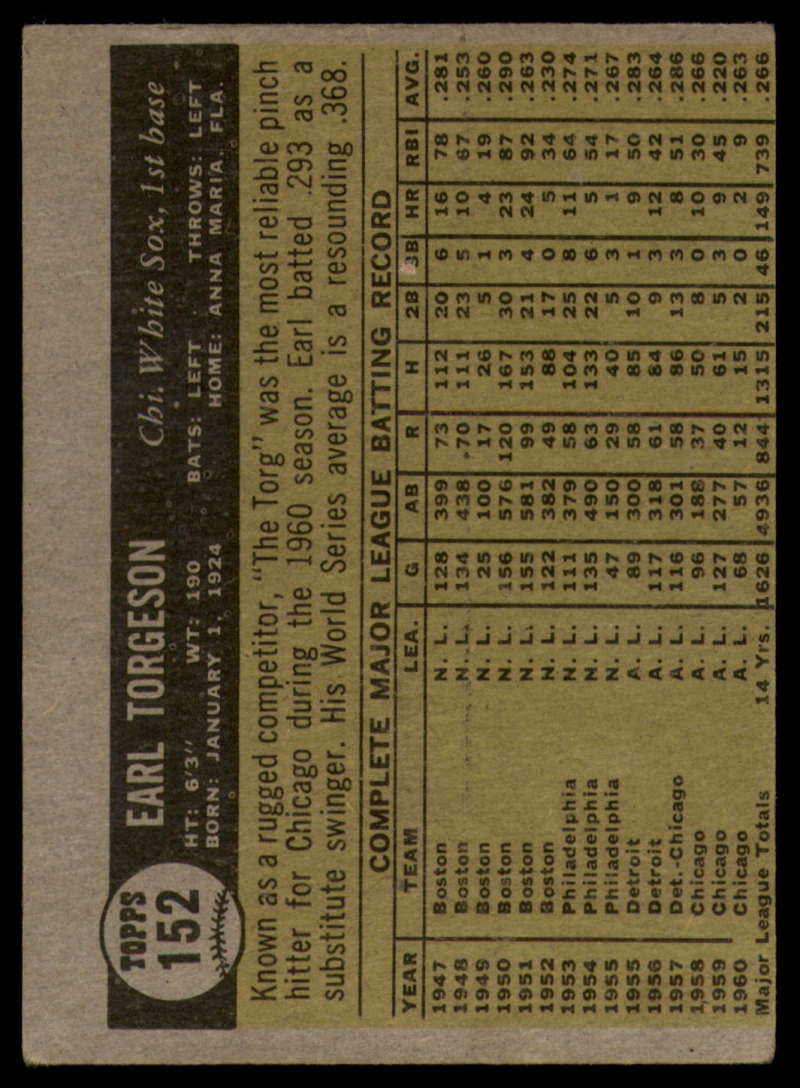 TOPPS
152
EARL TORGESON Chi. White Sox, 1st base
HT: 6'3" WT: 190 BATS: LEFT THROWS: LEFT
BORN: JANUARY 1, 1924 HOME: ANNA MARIA, FLA.
Known as a rugged competitor, "The Torg" was the most reliable pinch
hitter for Chicago during the 1960 season. Earl batted .293 as a
substitute swinger. His World Series average is a resounding .368.
COMPLETE MAJOR LEAGUE BATTING RECORD
YEAR TEAM LEA. G AB R H 2B 3B HR RBI AVG.
1947 Boston N. L. 128 399 73 112 20 6 16 78 .281
1948 Boston N. L. 134 438 70 111 23 5 10 67 .253
1949 Boston N. L. 25 100 17 26 5 1 4 19 .260
1950 Boston N. L. 156 576 120 167 30 3 23 87 .290
1951 Boston N. L. 155 581 99 153 21 4 24 92 .263
1952 Boston N. L. 122 382 49 88 17 0 5 34 .230
1953 Philadelphia N. L. 111 379 58 104 25 8 11 64 .274
1954 Philadelphia N. L. 135 490 63 133 22 6 5 54 .271
1955 Philadelphia N. L. 47 150 29 40 5 3 1 17 .267
1955 Detroit A. L. 89 300 58 85 10 1 9 50 .283
1956 Detroit A. L. 117 318 61 84 9 3 12 42 .264
1957 Det.-Chicago A. L. 116 301 58 86 13 3 8 51 .286
1958 Chicago A. L. 96 188 37 50 8 0 10 30 .266
1959 Chicago A. L. 127 277 40 61 5 3 9 45 .220
1960 Chicago A. L. 68 57 12 15 2 0 2 9 .263
Major League Totals 14 Yrs. 1626 4936 844 1315 215 46 149 739 .266